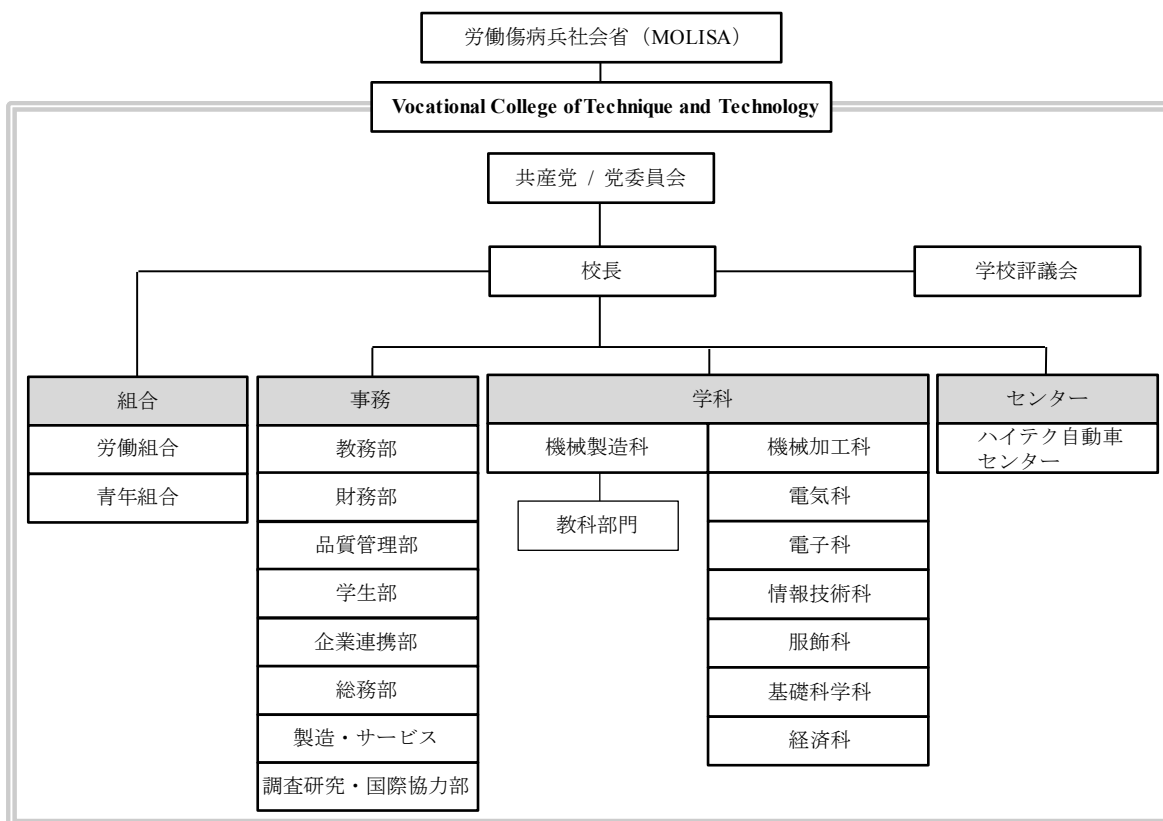 労働傷病兵社会省（MOLISA）
Vocational College of Technique and Technology
共産党 / 党委員会
校長
学校評議会
組合
労働組合
青年組合
事務
教務部
財務部
品質管理部
学生部
企業連携部
総務部
製造・サービス
調査研究・国際協力部
学科
機械製造科
教科部門
機械加工科
電気科
電子科
情報技術科
服飾科
基礎科学科
経済科
センター
ハイテク自動車
センター